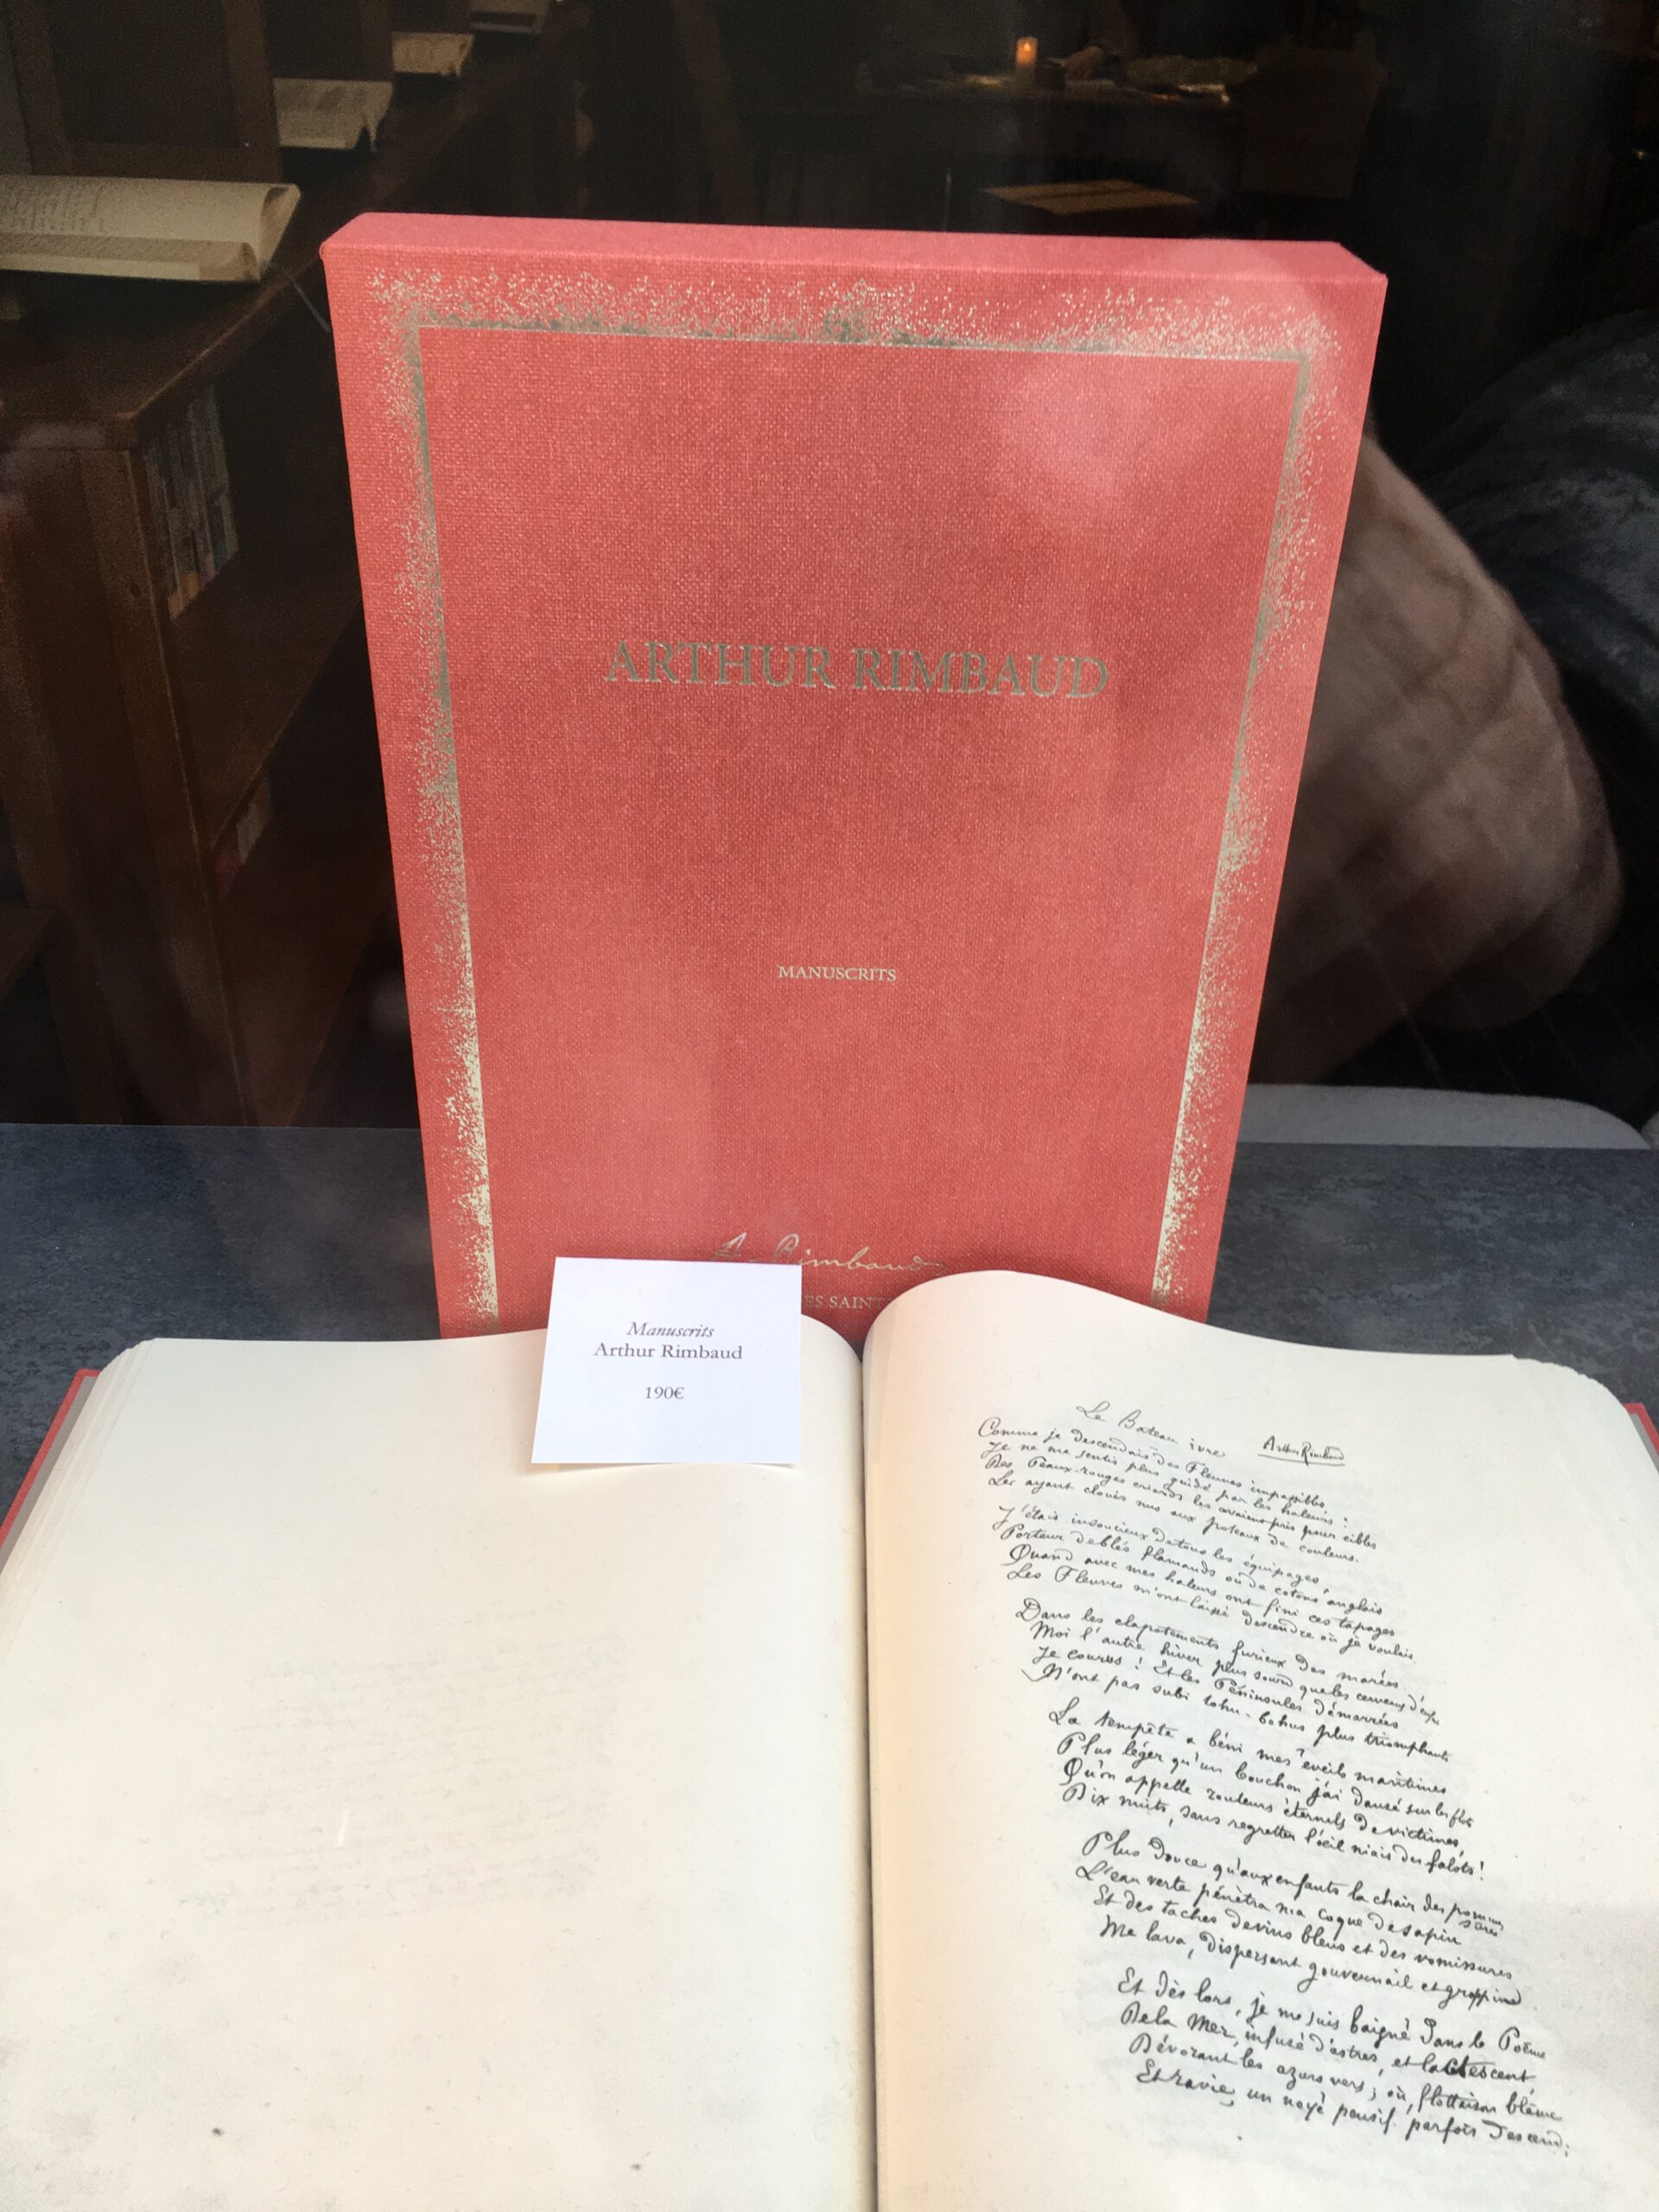 ARTHUR RIMBAUD
MANUSCRITS
A. Rimbaud
ES SAINT
Manuscrits
Arthur Rimbaud
190€
Le Bateau ivre Arthur Rimbaud
Comme je descendais des Fleuves impassibles
Je ne me sentis plus guidé par les haleurs :
Des Peaux-rouges criards les avaient pris pour cibles
Les ayant cloués nus aux poteaux de couleurs.
J'étais insoucieux de tous les équipages,
Porteur de blés flamands où de cotons anglais
Quand avec mes haleurs ont fini ces tapages
Les Fleuves m'ont laissé descendre où je voulais.
Dans les clapotements furieux des marées
Moi l'autre hiver plus sourd que les cerveaux d'enfants
Je courus ! Et les Péninsules démarrées
N'ont pas subi tohu-bohus plus triomphants
La tempête a béni mes éveils maritimes
Plus léger qu'un bouchon j'ai dansé sur les flots
Qu'on appelle rouleurs éternels de victimes,
Dix nuits, sans regretter l'œil niais des falots !
Plus douce qu'aux enfants la chair des pommes sures
L'eau verte pénétra ma coque de sapin
Et des taches de vins bleus et des vomissures
Me lava, dispersant gouvernail et grappin
Et dès lors, je me suis baigné dans le Poème
De la Mer, infusé d'astres, et lactescent,
Dévorant les azurs vers ; où, flottaison blême
Et ravie, un noyé pensif parfois descend ;